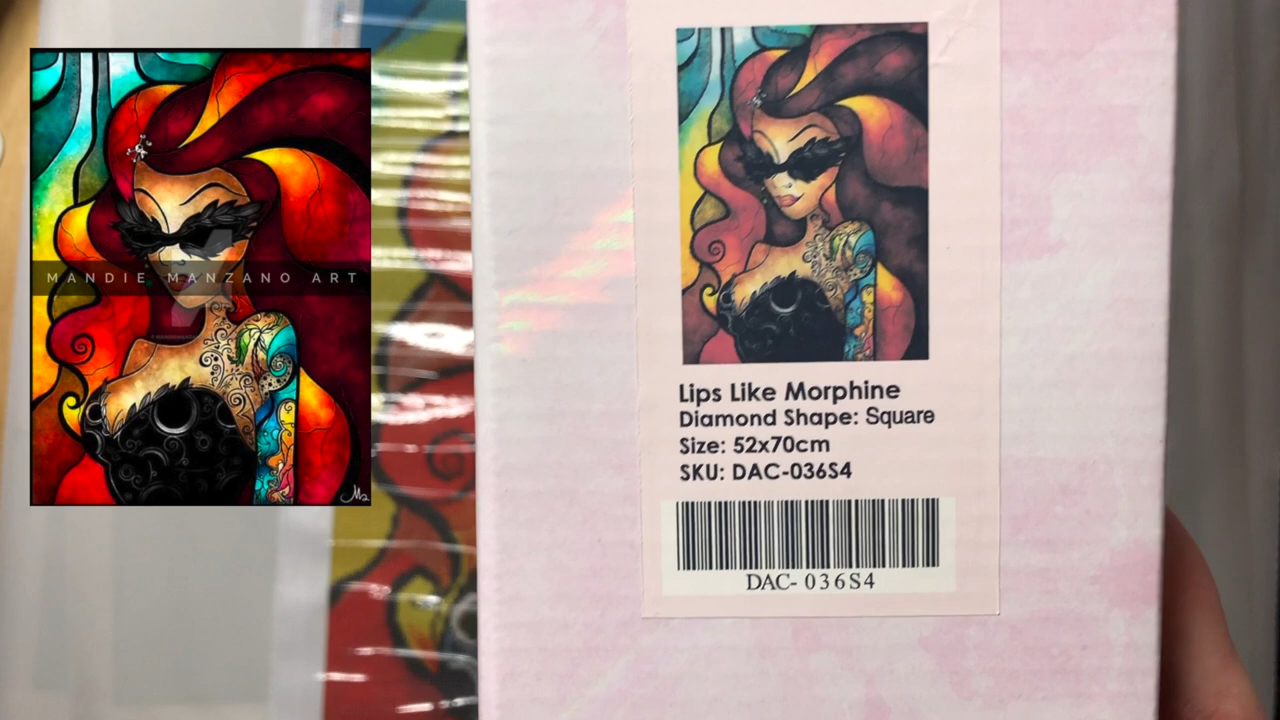 MANDIE MANZANO ART
Lips Like Morphine
Diamond Shape: Square
Size: 52x70cm
SKU: DAC-036S4
DAC- 036S4